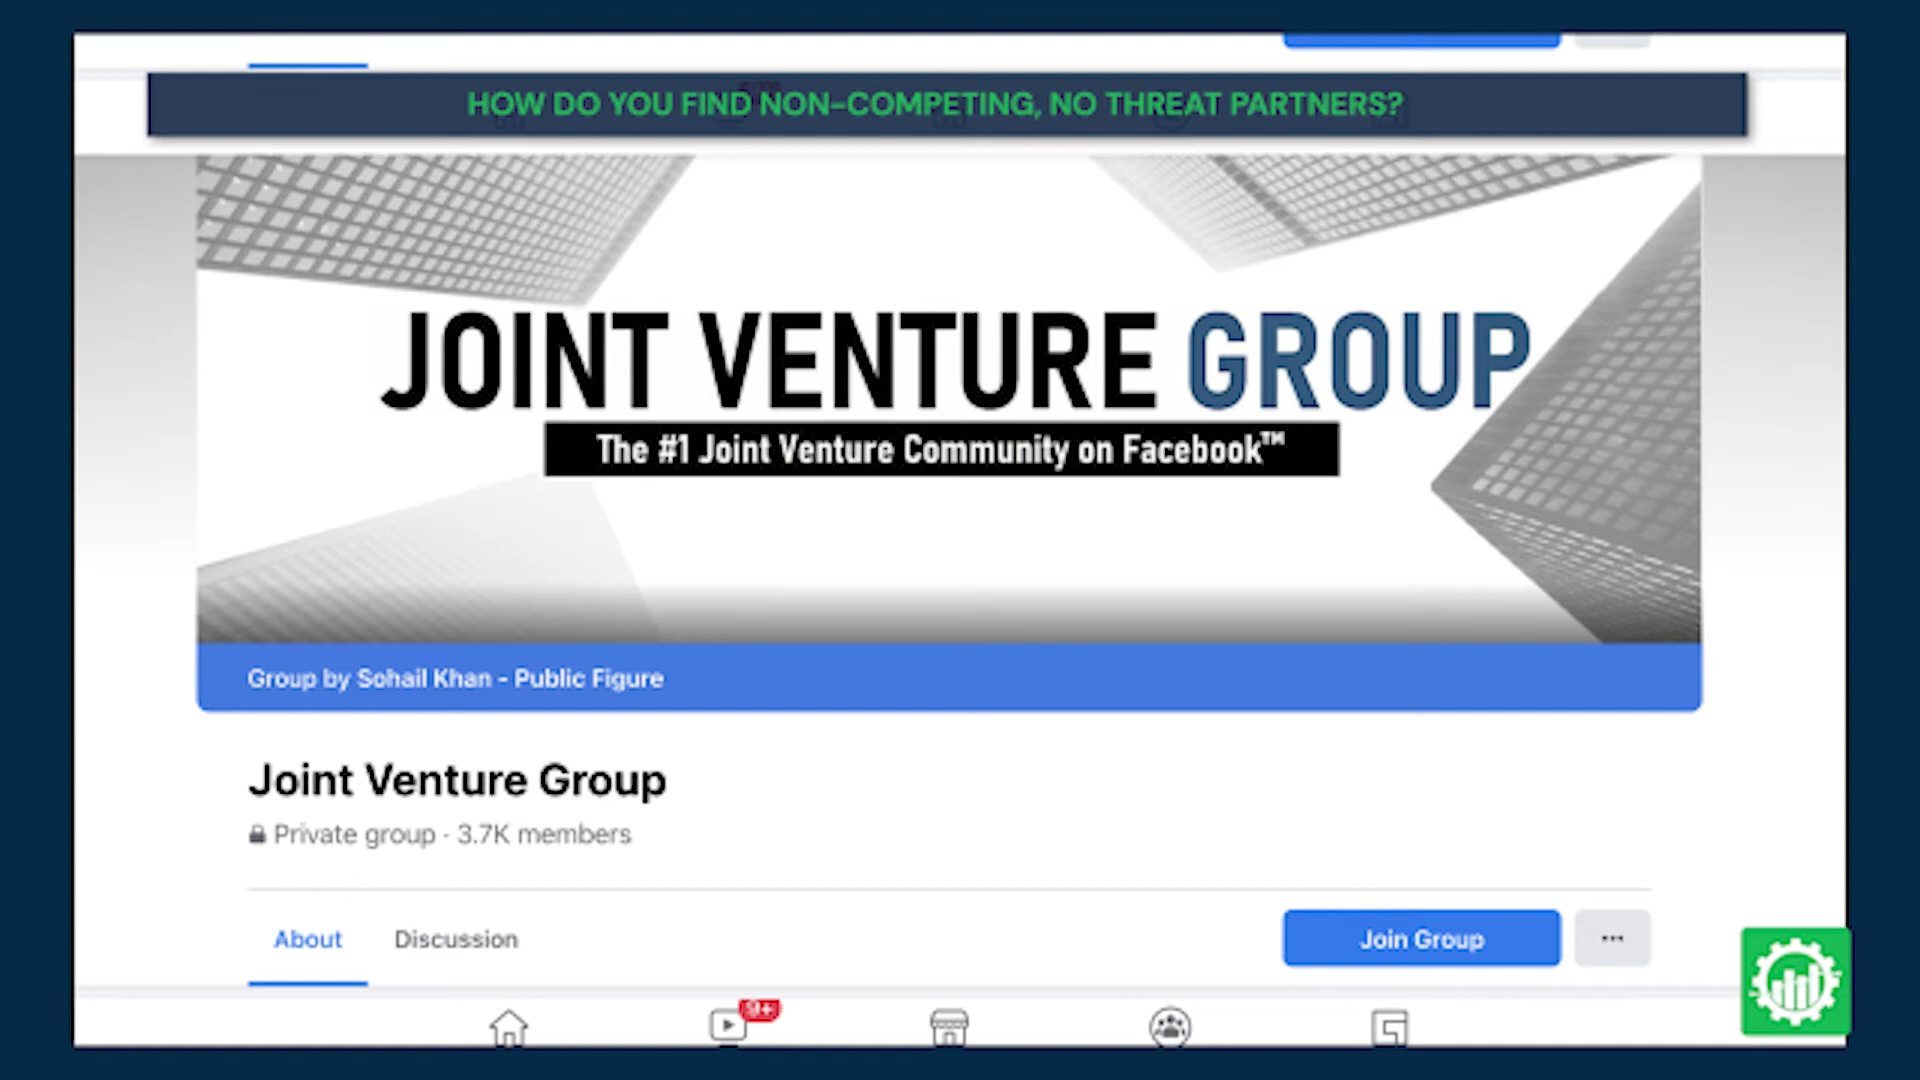 HOW DO YOU FIND NON-COMPETING, NO THREAT PARTNERS?
JOINT VENTURE GROUP
The #1 Joint Venture Community on Facebook™
Group by Sohail Khan - Public Figure
Joint Venture Group
Private group · 3.7K members
About Discussion Join Group
9+